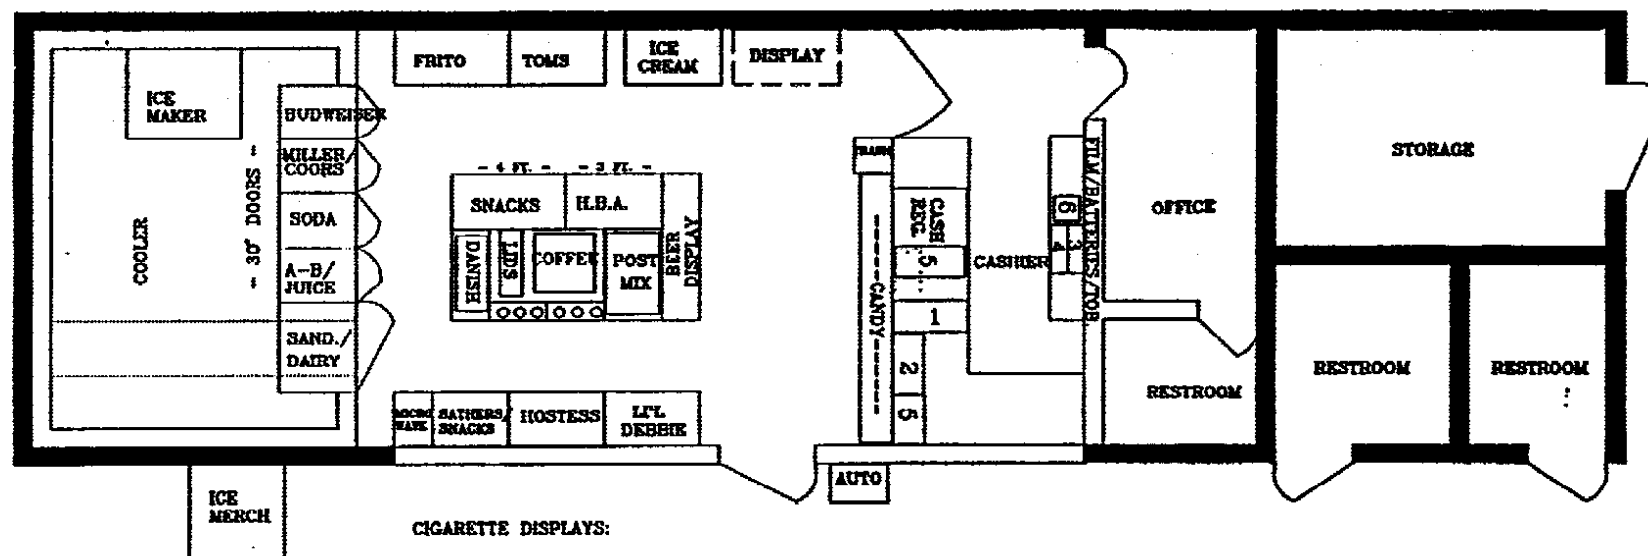 FRITO
TOMS
ICE
CREAM
DISPLAY
ICE
MAKER
BUDWEISER
MILLER/
COORS
SODA
A-B/
JUICE
SAND./
DAIRY
- 30" DOORS -
COOLER
- 4 FT. -
- 3 FT. -
SNACKS
H.B.A.
DANISH
LIDS
COFFEE
POST
MIX
BEER
DISPLAY
TRASH
------CANDY------
CASH
REG.
5
1
2
5
CASHIER
6
3
4
FILM/BATTERIES/TOB.
OFFICE
STORAGE
RESTROOM
RESTROOM
RESTROOM
MICRO
WAVE
SATHERS/
SNACKS
HOSTESS
LI'L
DEBBIE
AUTO
ICE
MERCH
CIGARETTE DISPLAYS: